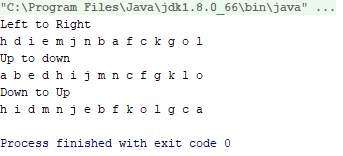 "C:\Program Files\Java\jdk1.8.0_66\bin\java" ...
Left to Right
h d i e m j n b a f c k g o l
Up to down
a b e d h i j m n c f g k l o
Down to Up
h i d m n j e b f k o l g c a
Process finished with exit code 0